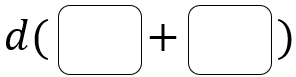 d( + )